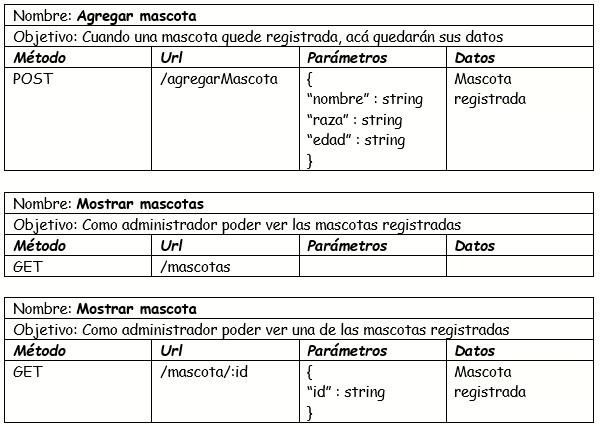 Nombre: Agregar mascota
Objetivo: Cuando una mascota quede registrada, acá quedarán sus datos
Método Url Parámetros Datos
POST /agregarMascota { Mascota
"nombre" : string registrada
"raza" : string
"edad" : string
}
Nombre: Mostrar mascotas
Objetivo: Como administrador poder ver las mascotas registradas
Método Url Parámetros Datos
GET /mascotas
Nombre: Mostrar mascota
Objetivo: Como administrador poder ver una de las mascotas registradas
Método Url Parámetros Datos
GET /mascota/:id { Mascota
"id" : string registrada
}